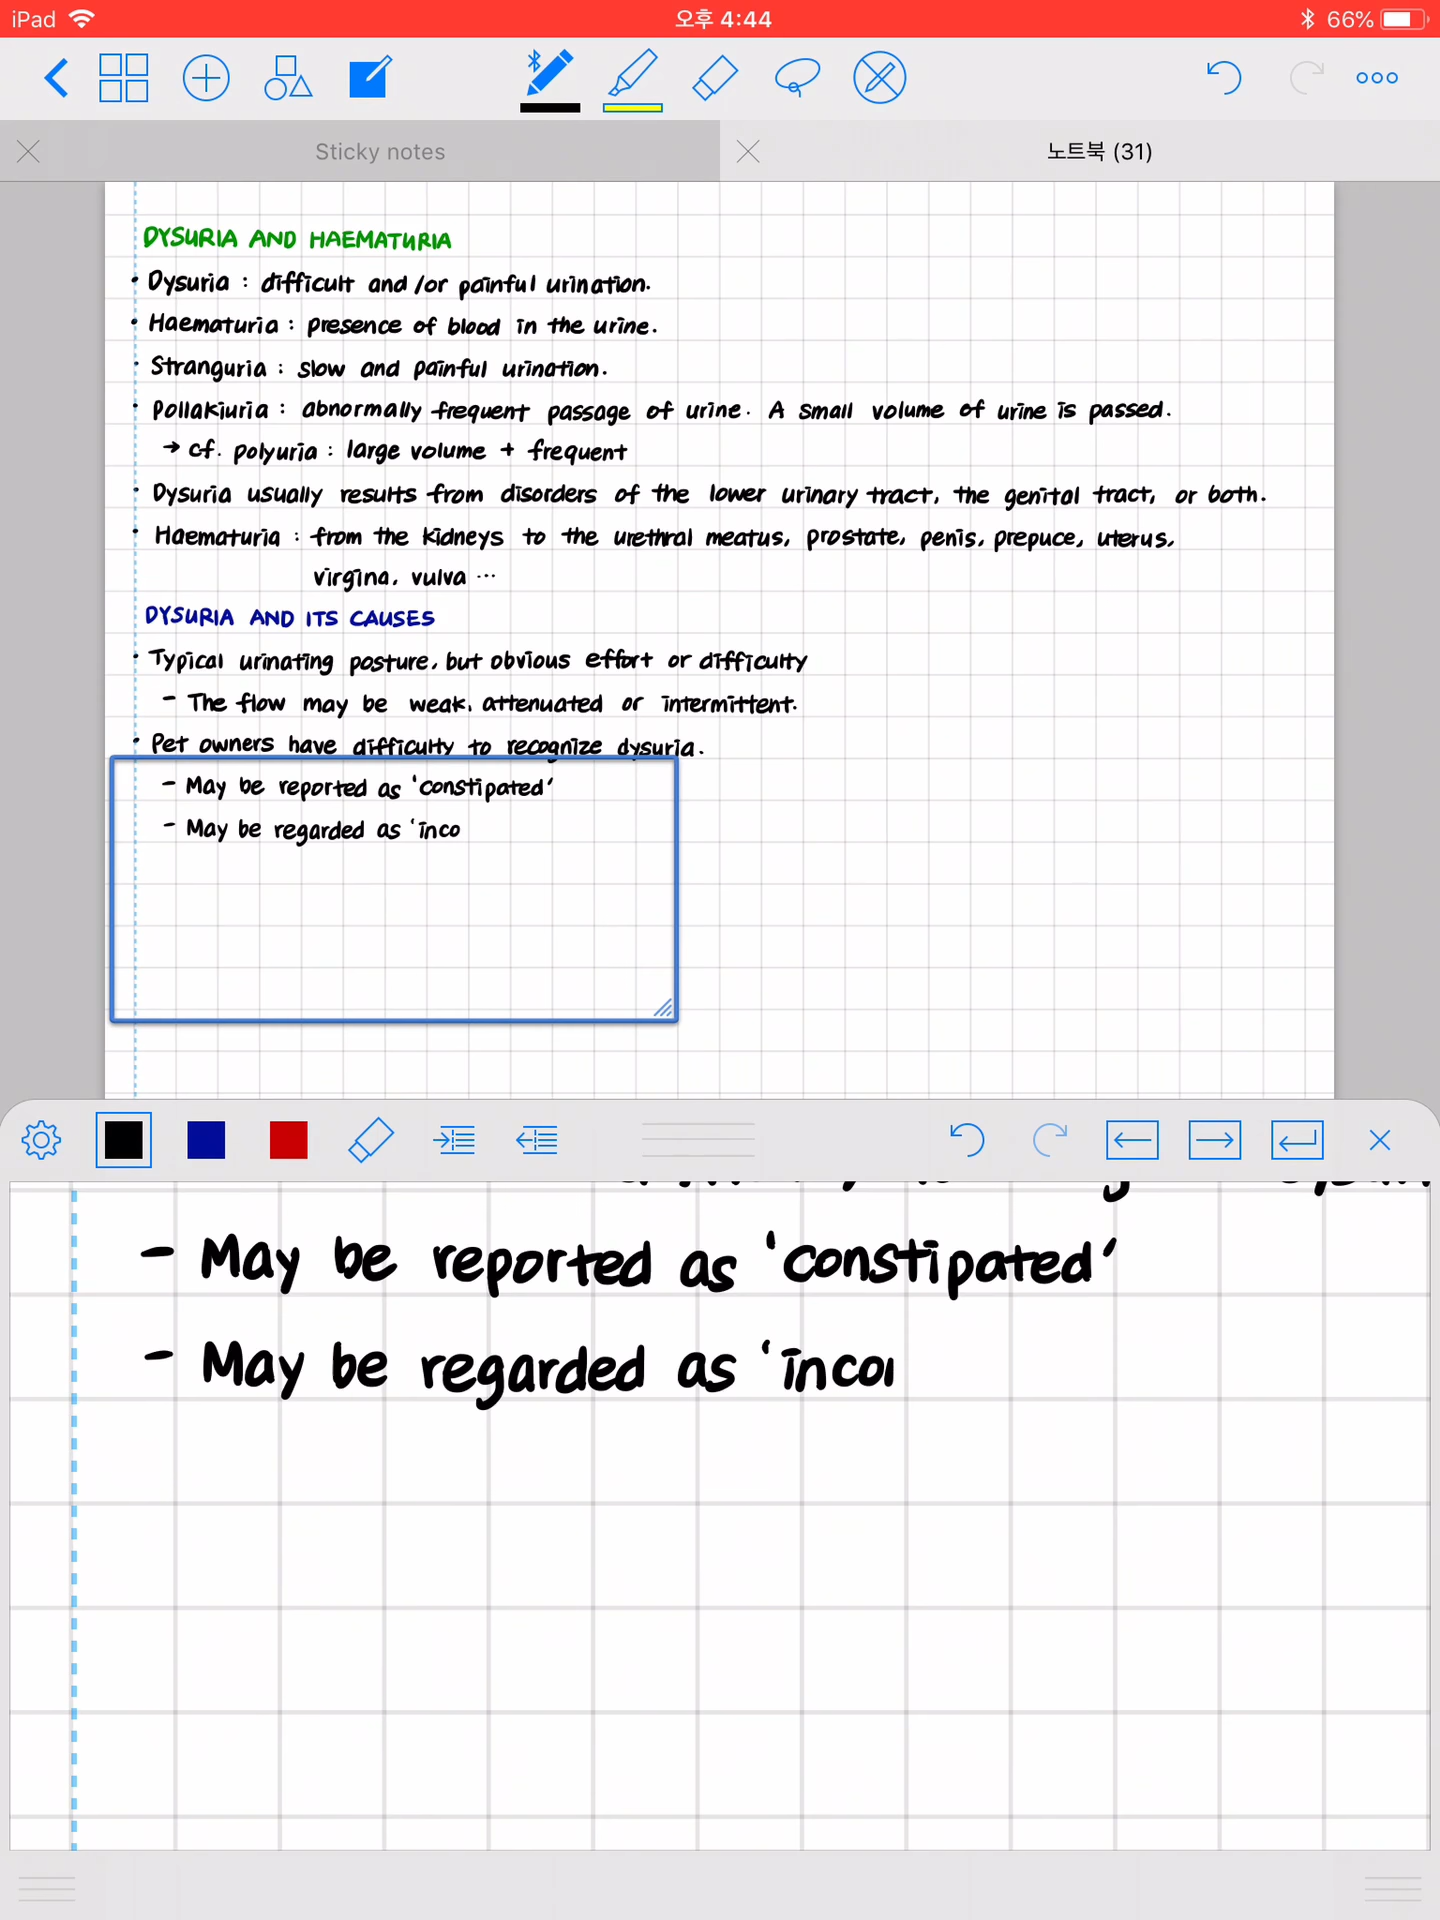 iPad 오후 4:44 66%
Sticky notes 노트북 (31)
DYSURIA AND HAEMATURIA
· Dysuria : difficult and/or painful urination.
· Haematuria : presence of blood in the urine.
· Stranguria : slow and painful urination.
· pollakiuria : abnormally frequent passage of urine. A small volume of urine is passed.
→ cf. polyuria : large volume + frequent
· Dysuria usually results from disorders of the lower urinary tract, the genital tract, or both.
· Haematuria : from the kidneys to the urethral meatus, prostate, penis, prepuce, uterus,
virgina, vulva ...
DYSURIA AND ITS CAUSES
· Typical urinating posture, but obvious effort or difficulty
- The flow may be weak, attenuated or intermittent.
· Pet owners have difficulty to recognize dysuria.
- May be reported as 'constipated'
- May be regarded as 'inco
- May be reported as 'constipated'
- May be regarded as 'inco